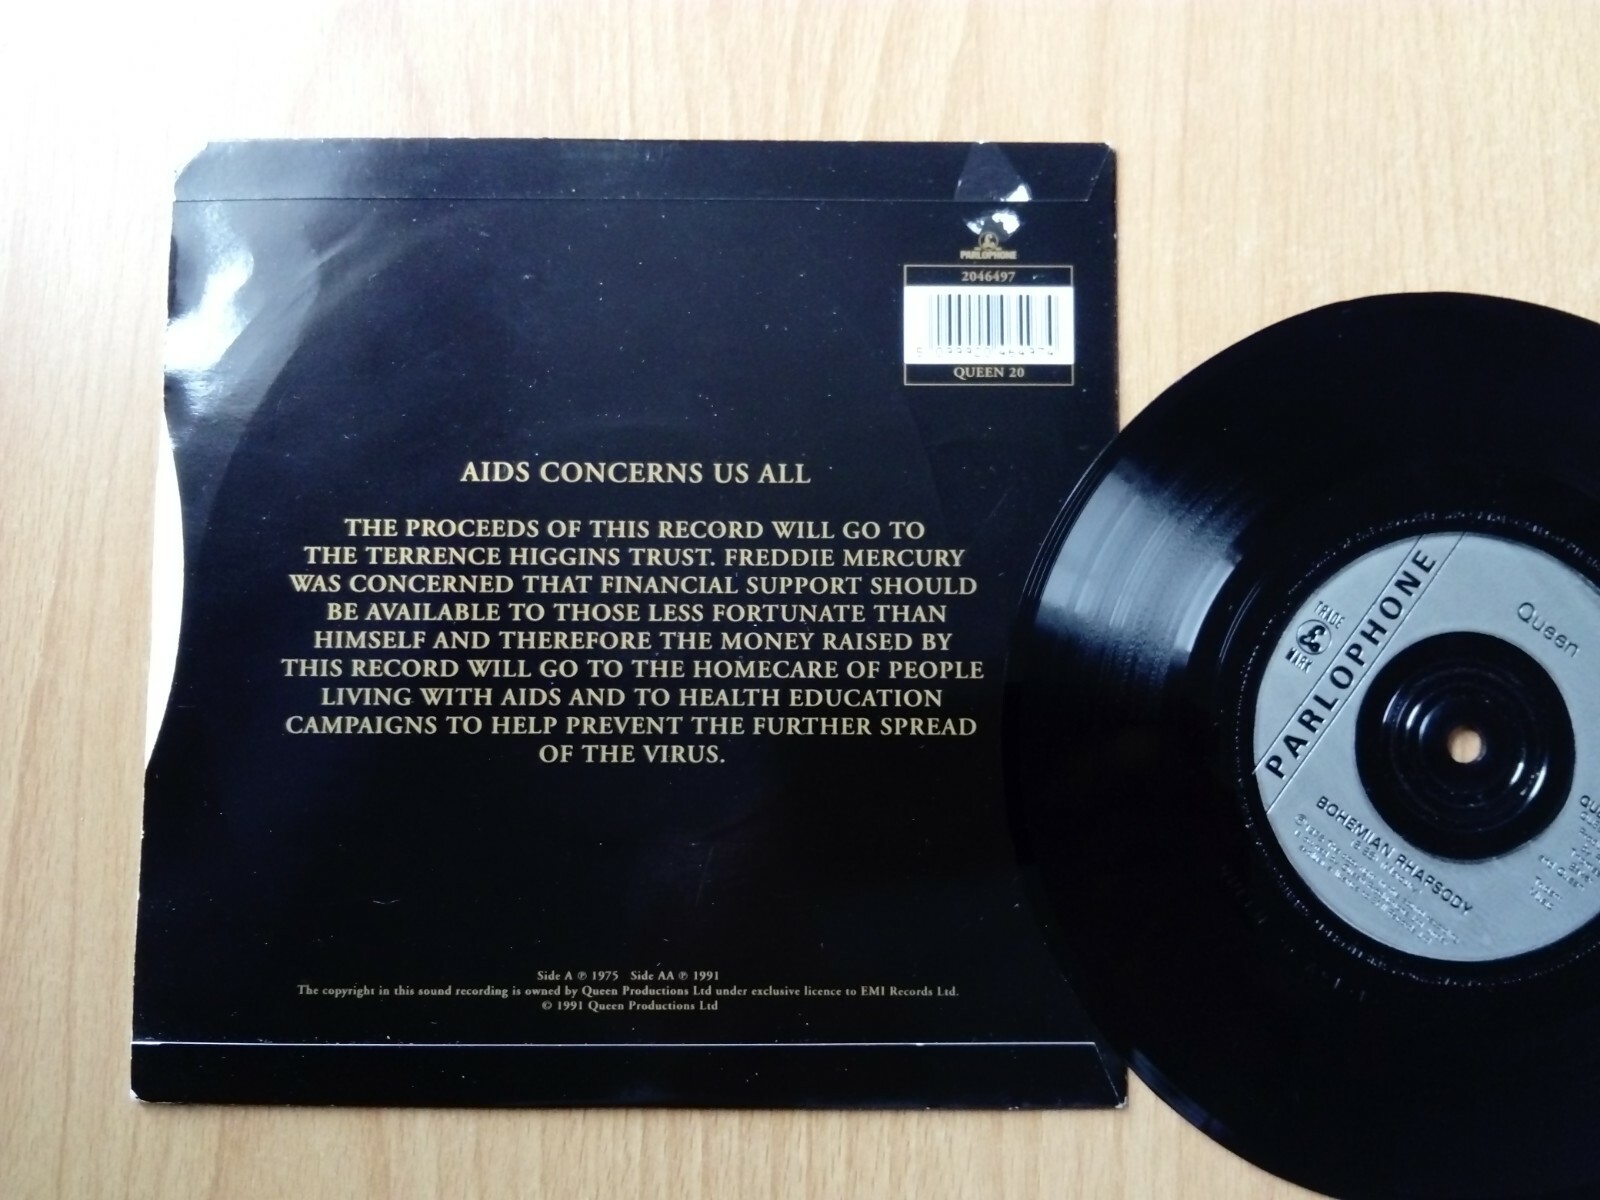 PARLOPHONE
2046497
QUEEN 20
AIDS CONCERNS US ALL
THE PROCEEDS OF THIS RECORD WILL GO TO
THE TERRENCE HIGGINS TRUST. FREDDIE MERCURY
WAS CONCERNED THAT FINANCIAL SUPPORT SHOULD
BE AVAILABLE TO THOSE LESS FORTUNATE THAN
HIMSELF AND THEREFORE THE MONEY RAISED BY
THIS RECORD WILL GO TO THE HOMECARE OF PEOPLE
LIVING WITH AIDS AND TO HEALTH EDUCATION
CAMPAIGNS TO HELP PREVENT THE FURTHER SPREAD
OF THE VIRUS.
Side A ℗ 1975 Side AA ℗ 1991
The copyright in this sound recording is owned by Queen Productions Ltd under exclusive licence to EMI Records Ltd.
© 1991 Queen Productions Ltd
TRADE
MARK
PARLOPHONE
Queen
BOHEMIAN RHAPSODY